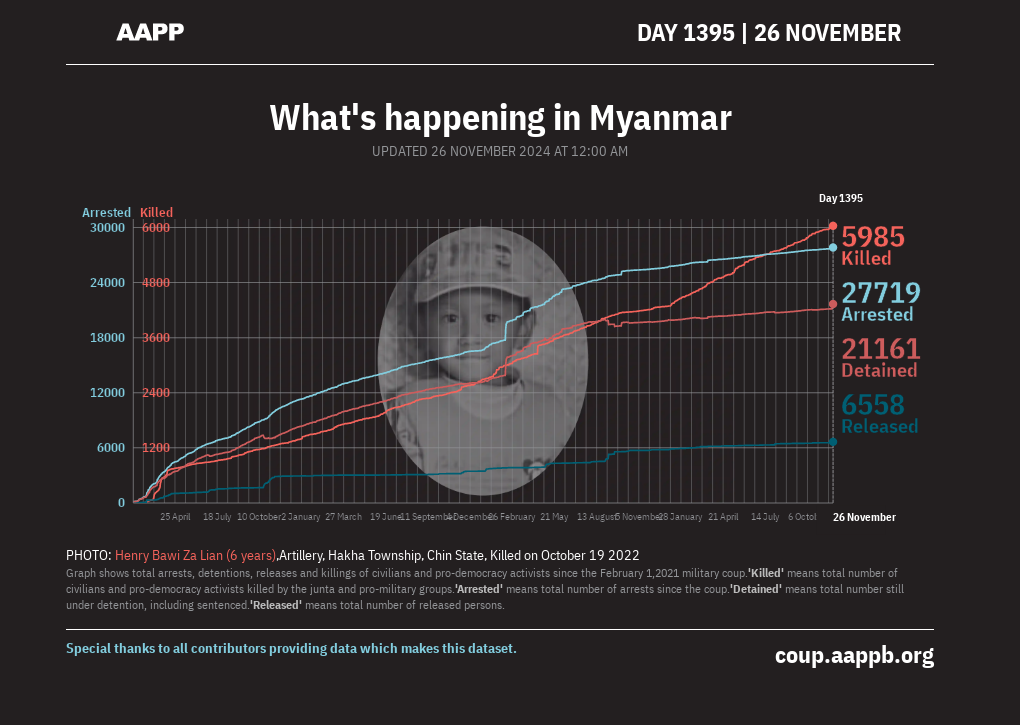 AAPP
DAY 1395 | 26 NOVEMBER
What's happening in Myanmar
UPDATED 26 NOVEMBER 2024 AT 12:00 AM
Day 1395
Arrested Killed
30000 6000
24000 4800
18000 3600
12000 2400
6000 1200
0
5985
Killed
27719
Arrested
21161
Detained
6558
Released
25 April 18 July 10 October 2 January 27 March 19 June 11 September 4 December 26 February 21 May 13 August 5 November 28 January 21 April 14 July 6 Octol 26 November
PHOTO: Henry Bawi Za Lian (6 years),Artillery, Hakha Township, Chin State, Killed on October 19 2022
Graph shows total arrests, detentions, releases and killings of civilians and pro-democracy activists since the February 1,2021 military coup.'Killed' means total number of
civilians and pro-democracy activists killed by the junta and pro-military groups.'Arrested' means total number of arrests since the coup.'Detained' means total number still
under detention, including sentenced.'Released' means total number of released persons.
Special thanks to all contributors providing data which makes this dataset.
coup.aappb.org